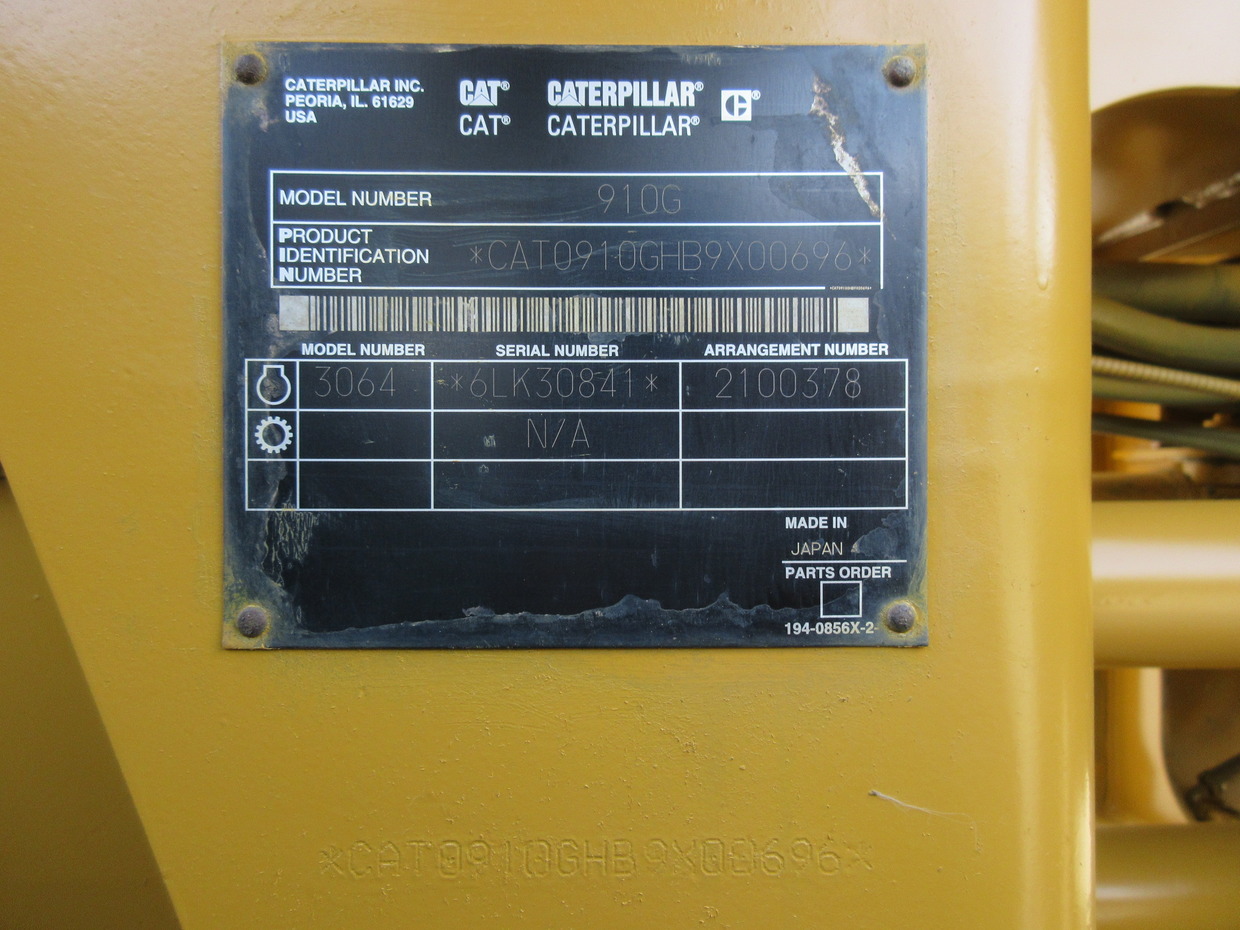 CATERPILLAR INC.
PEORIA, IL. 61629
USA
CAT® CATERPILLAR® ®
CAT® CATERPILLAR®
MODEL NUMBER 910G
PRODUCT
IDENTIFICATION
NUMBER
*CAT0910GHB9X00696*
MODEL NUMBER SERIAL NUMBER ARRANGEMENT NUMBER
3064 *6LK30841* 2100378
N/A
MADE IN
JAPAN
PARTS ORDER
194-0856X-2
*CAT0910GHB9X00696*